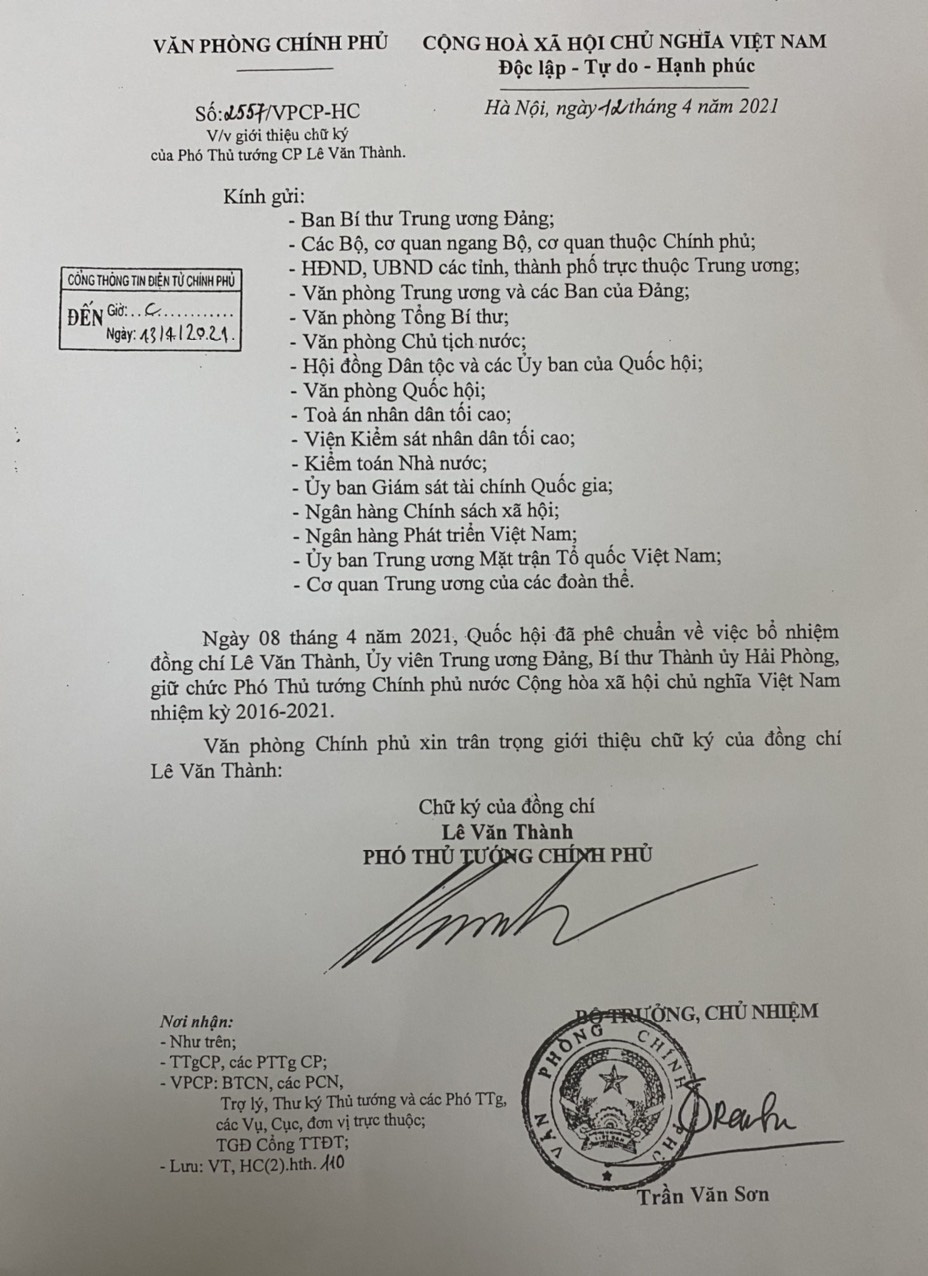 VĂN PHÒNG CHÍNH PHỦ
CỘNG HOÀ XÃ HỘI CHỦ NGHĨA VIỆT NAM
Độc lập - Tự do - Hạnh phúc
Số: 2557/VPCP-HC
Hà Nội, ngày 12 tháng 4 năm 2021
V/v giới thiệu chữ ký
của Phó Thủ tướng CP Lê Văn Thành.
Kính gửi:
- Ban Bí thư Trung ương Đảng;
- Các Bộ, cơ quan ngang Bộ, cơ quan thuộc Chính phủ;
- HĐND, UBND các tỉnh, thành phố trực thuộc Trung ương;
- Văn phòng Trung ương và các Ban của Đảng;
- Văn phòng Tổng Bí thư;
- Văn phòng Chủ tịch nước;
- Hội đồng Dân tộc và các Ủy ban của Quốc hội;
- Văn phòng Quốc hội;
- Toà án nhân dân tối cao;
- Viện Kiểm sát nhân dân tối cao;
- Kiểm toán Nhà nước;
- Ủy ban Giám sát tài chính Quốc gia;
- Ngân hàng Chính sách xã hội;
- Ngân hàng Phát triển Việt Nam;
- Ủy ban Trung ương Mặt trận Tổ quốc Việt Nam;
- Cơ quan Trung ương của các đoàn thể.
CỔNG THÔNG TIN ĐIỆN TỬ CHÍNH PHỦ
ĐẾN Giờ: ..C............
Ngày: 13/4/2021.
Ngày 08 tháng 4 năm 2021, Quốc hội đã phê chuẩn về việc bổ nhiệm
đồng chí Lê Văn Thành, Ủy viên Trung ương Đảng, Bí thư Thành ủy Hải Phòng,
giữ chức Phó Thủ tướng Chính phủ nước Cộng hòa xã hội chủ nghĩa Việt Nam
nhiệm kỳ 2016-2021.
Văn phòng Chính phủ xin trân trọng giới thiệu chữ ký của đồng chí
Lê Văn Thành:
Chữ ký của đồng chí
Lê Văn Thành
PHÓ THỦ TƯỚNG CHÍNH PHỦ
Nơi nhận:
- Như trên;
- TTgCP, các PTTg CP;
- VPCP: BTCN, các PCN,
Trợ lý, Thư ký Thủ tướng và các Phó TTg,
các Vụ, Cục, đơn vị trực thuộc;
TGĐ Cổng TTĐT;
- Lưu: VT, HC(2).hth. 110
BỘ TRƯỞNG, CHỦ NHIỆM
VĂN PHÒNG CHÍNH PHỦ
Trần Văn Sơn